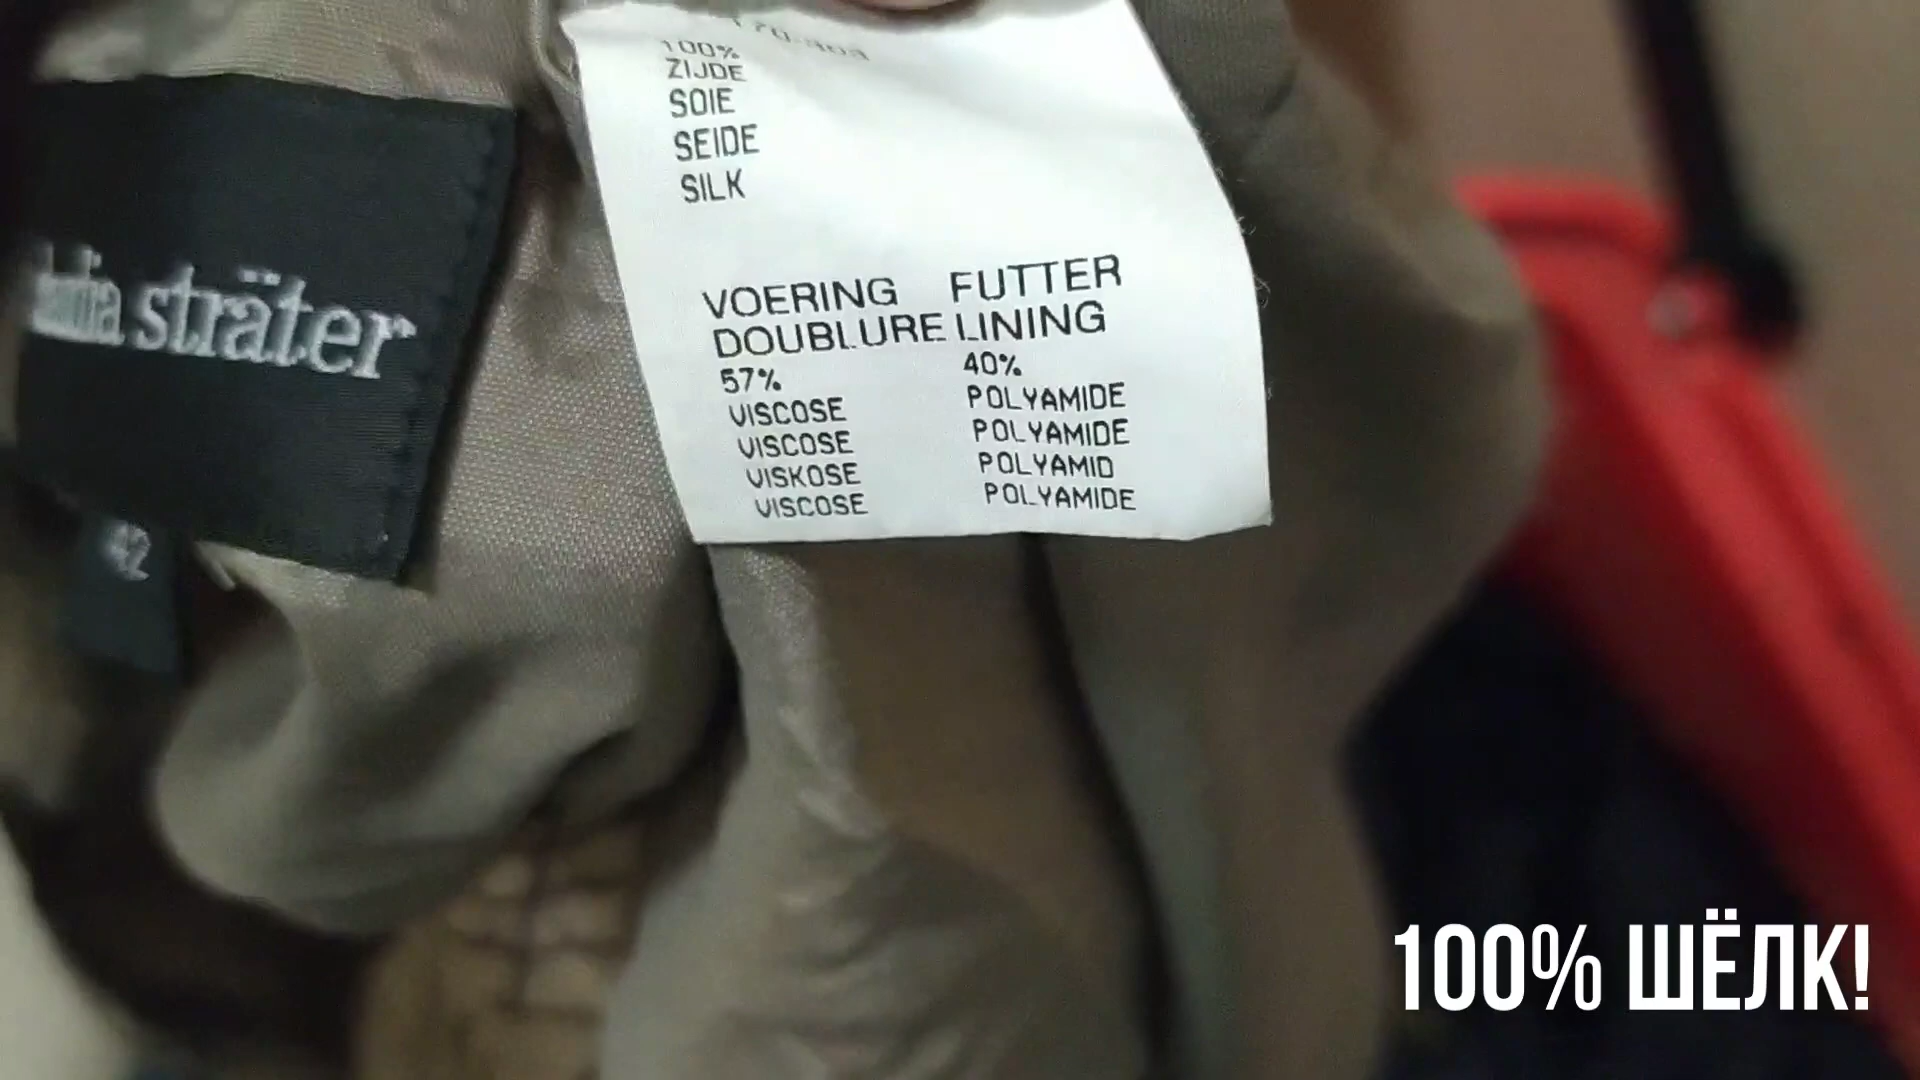 100%
ZIJDE
SOIE
SEIDE
SILK
VOERING FUTTER
DOUBLURE LINING
57% 40%
VISCOSE POLYAMIDE
VISCOSE POLYAMIDE
VISKOSE POLYAMID
VISCOSE POLYAMIDE
sträter
42
100% ШЁЛК!